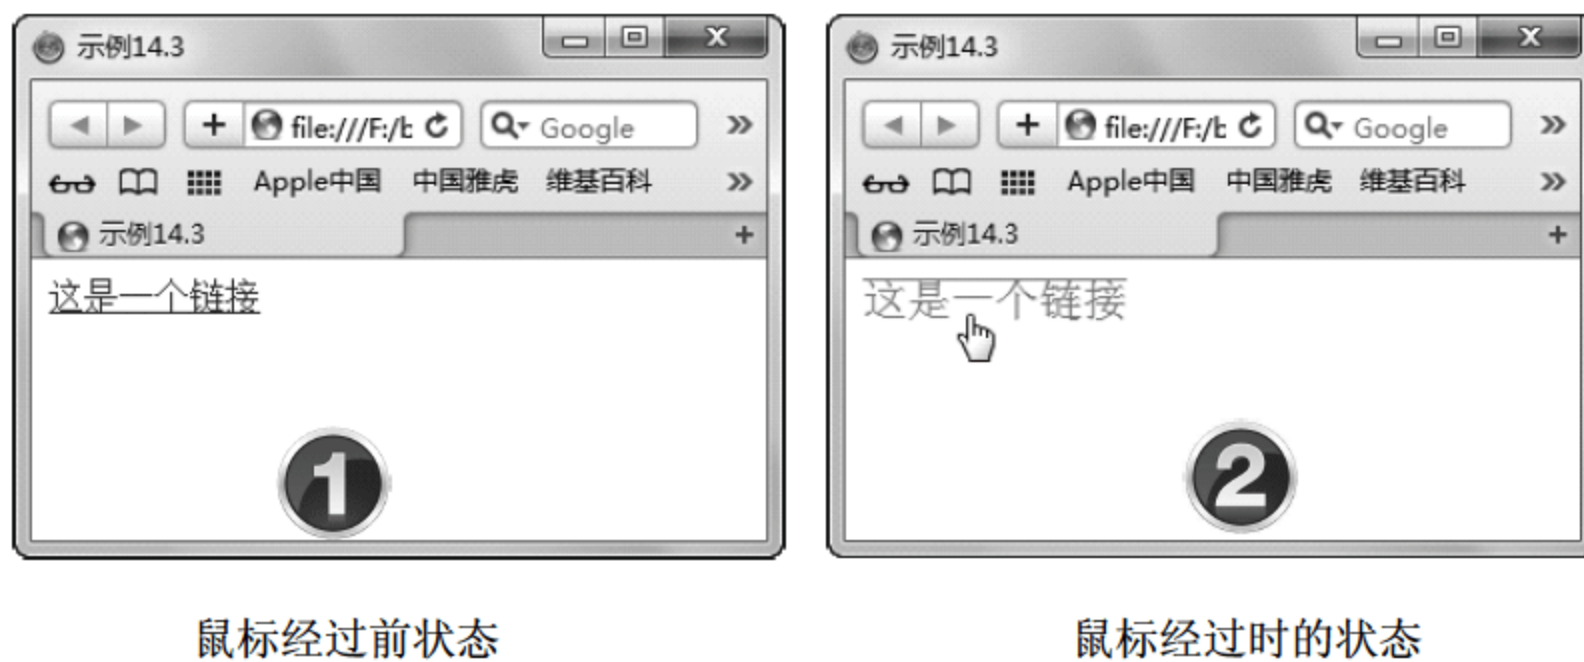 示例14.3
file:///F:/b
Google
Apple中国 中国雅虎 维基百科
示例14.3
这是一个链接
1
鼠标经过前状态
示例14.3
file:///F:/b
Google
Apple中国 中国雅虎 维基百科
示例14.3
这是一个链接
2
鼠标经过时的状态